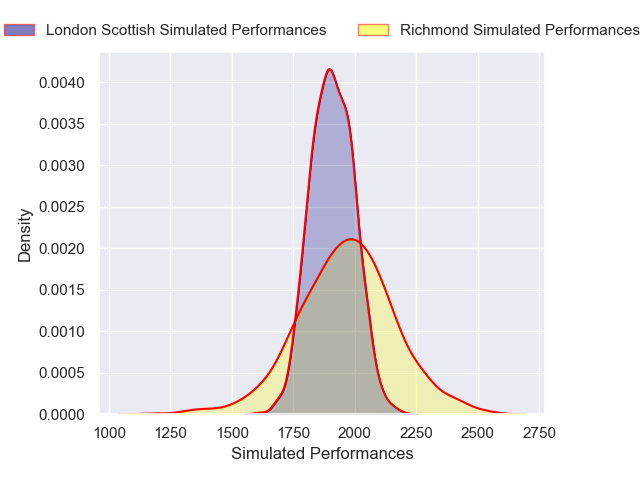 London Scottish Simulated Performances Richmond Simulated Performances
0.0040
0.0035
0.0030
0.0025
0.0020
0.0015
0.0010
0.0005
0.0000
Density
1000 1250 1500 1750 2000 2250 2500 2750
Simulated Performances